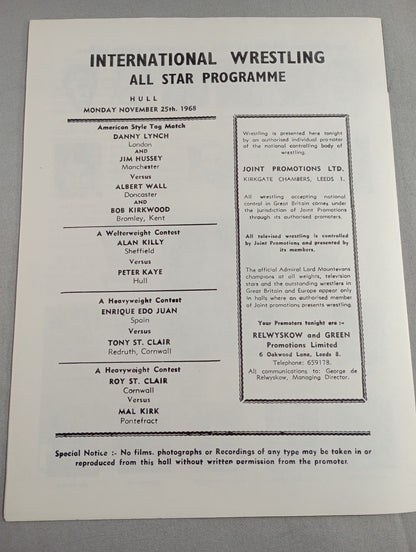 INTERNATIONAL WRESTLING
ALL STAR PROGRAMME
HULL
MONDAY NOVEMBER 25th. 1968
American Style Tag Match
DANNY LYNCH
London
AND
JIM HUSSEY
Manchester
Versus
ALBERT WALL
Doncaster
AND
BOB KIRKWOOD
Bromley, Kent
A Welterweight Contest
ALAN KILLY
Sheffield
Versus
PETER KAYE
Hull
A Heavyweight Contest
ENRIQUE EDO JUAN
Spain
Versus
TONY ST. CLAIR
Redruth, Cornwall
A Heavyweight Contest
ROY ST. CLAIR
Cornwall
Versus
MAL KIRK
Pontefract
Wrestling is presented here tonight
by an authorised individual promoter
of the national controlling body of
wrestling.
JOINT PROMOTIONS LTD.
KIRKGATE CHAMBERS, LEEDS 1.
All wrestling accepting national
control in Great Britain comes under
the jurisdiction of Joint Promotions
through its authorised promoters.
All televised wrestling is controlled
by Joint Promotions and presented by
its members.
The official Admiral Lord Mountevans
champions at all weights, television
stars and the outstanding wrestlers in
Great Britain and Europe appear only
in halls where an authorised member
of Joint promotions presents wrestling.
Your Promoters tonight are :-
RELWYSKOW and GREEN
Promotions Limited
6 Oakwood Lane, Leeds 8.
Telephone: 659178.
All communications to: George de
Relwyskow, Managing Director.
Special Notice :- No films, photographs or Recordings of any type may be taken in or
reproduced from this hall without written permission from the promoter.